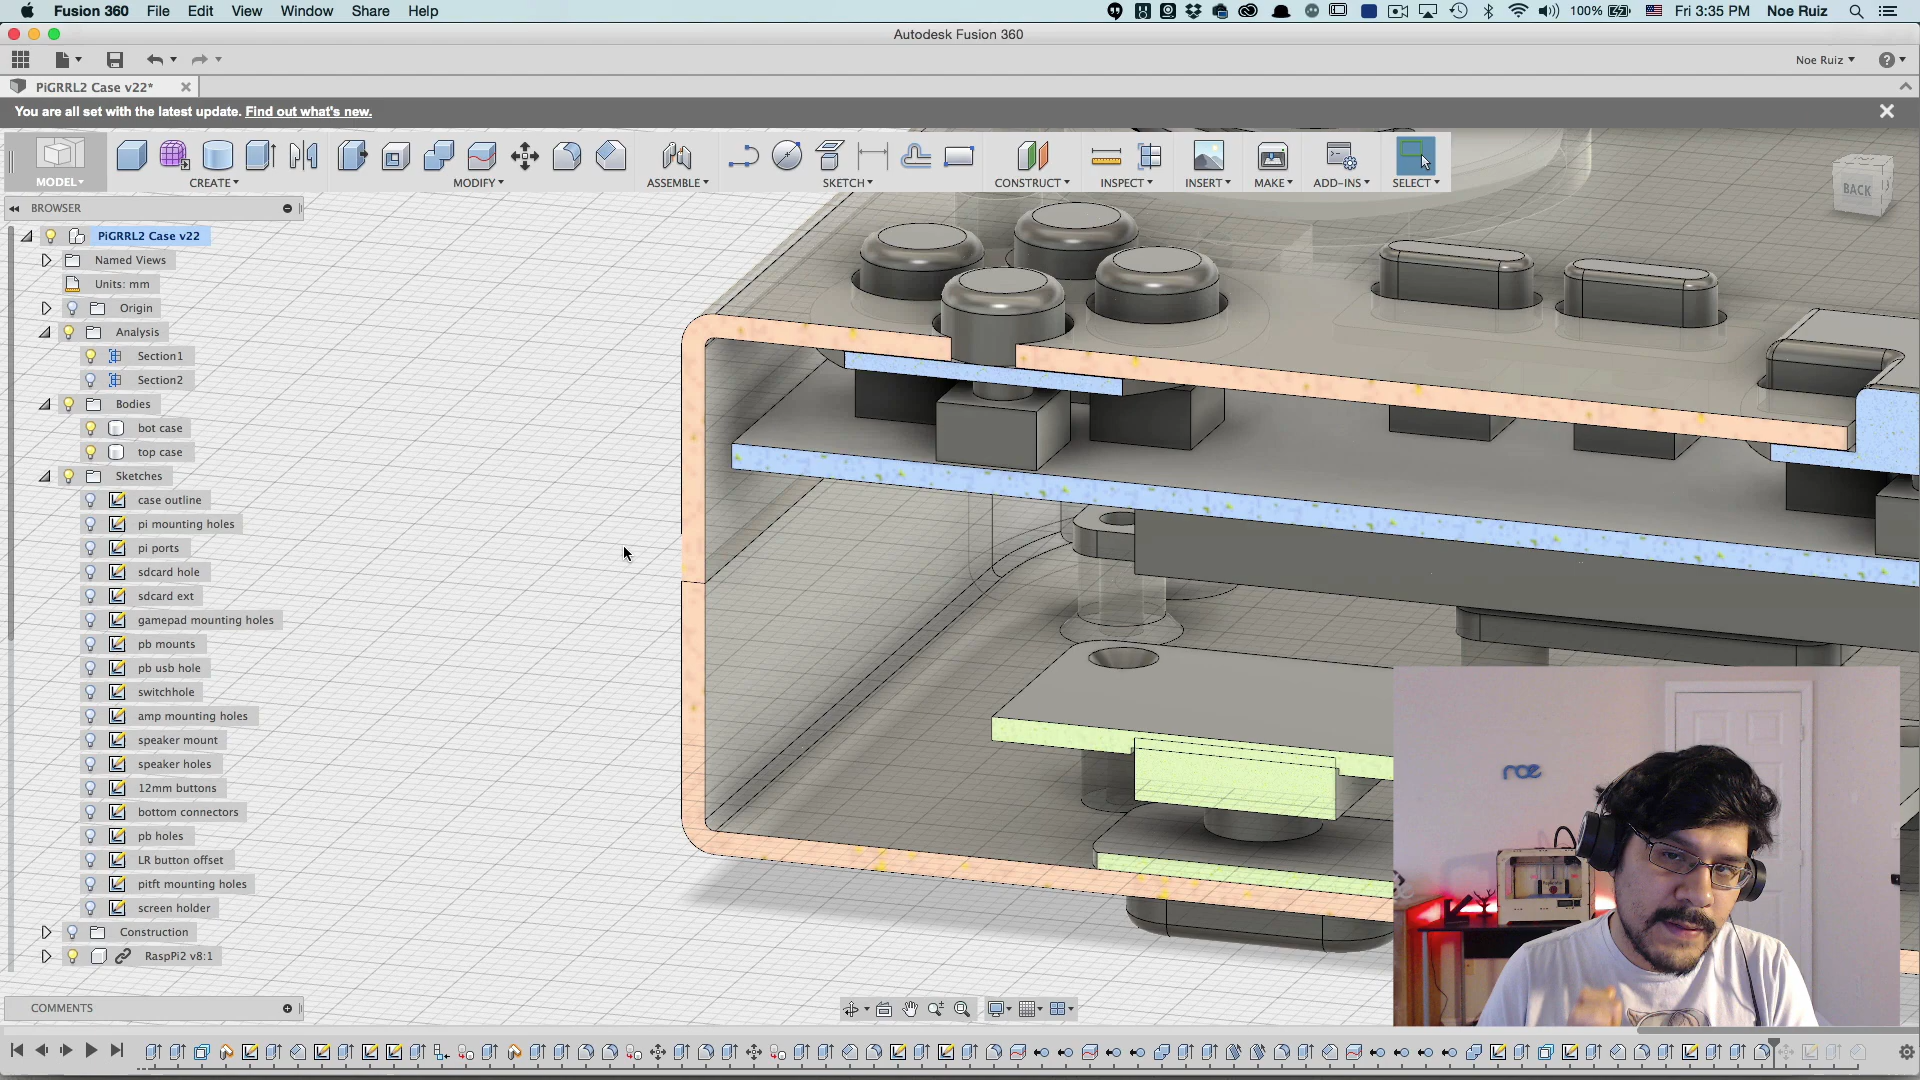 Fusion 360 File Edit View Window Share Help 100% Fri 3:35 PM Noe Ruiz
Autodesk Fusion 360
Noe Ruiz
PiGRRL2 Case v22*
You are all set with the latest update. Find out what's new.
MODEL CREATE MODIFY ASSEMBLE SKETCH CONSTRUCT INSPECT INSERT MAKE ADD-INS SELECT
BACK
BROWSER
PiGRRL2 Case v22
Named Views
Units: mm
Origin
Analysis
Section1
Section2
Bodies
bot case
top case
Sketches
case outline
pi mounting holes
pi ports
sdcard hole
sdcard ext
gamepad mounting holes
pb mounts
pb usb hole
switchhole
amp mounting holes
speaker mount
speaker holes
12mm buttons
bottom connectors
pb holes
LR button offset
pitft mounting holes
screen holder
Construction
RaspPi2 v8:1
noe
COMMENTS